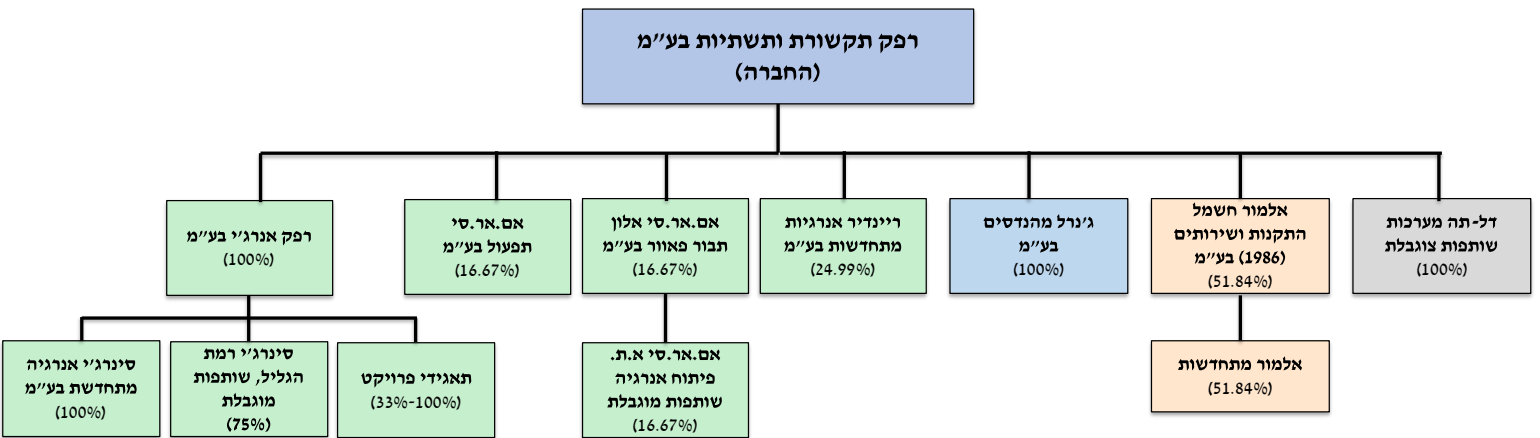 רפק תקשורת ותשתיות בע"מ
(החברה)
דל-תה מערכות
שותפות צוגבלת
(100%)
אלמור חשמל
התקנות ושירותים
(1986) בע"מ
(51.84%)
ג'נרל מהנדסים
בע"מ
(100%)
ריינדיר אנרגיות
מתחדשות בע"מ
(24.99%)
אם.אר.סי אלון
תבור פאוור בע"מ
(16.67%)
אם.אר.סי
תפעול בע"מ
(16.67%)
רפק אנרג'י בע"מ
(100%)
אלמור מתחדשות
(51.84%)
אם.אר.סי א.ת.
פיתוח אנרגיה
שותפות מוגבלת
(16.67%)
תאגידי פרויקט
(33%-100%)
סינרג'י רמת
הגליל, שותפות
מוגבלת
(75%)
סינרג'י אנרגיה
מתחדשת בע"מ
(100%)